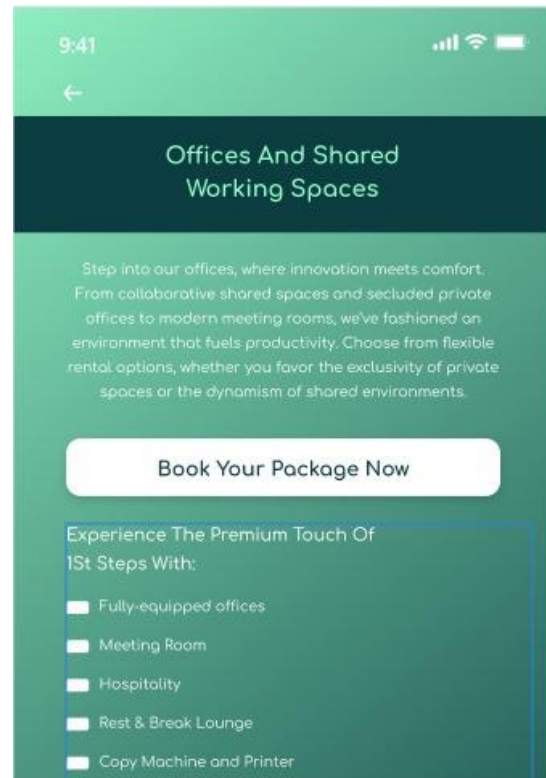 9:41
Offices And Shared
Working Spaces
Step into our offices, where innovation meets comfort.
From collaborative shared spaces and secluded private
offices to modern meeting rooms, we've fashioned an
environment that fuels productivity. Choose from flexible
rental options, whether you favor the exclusivity of private
spaces or the dynamism of shared environments.
Book Your Package Now
Experience The Premium Touch Of
1St Steps With:
Fully-equipped offices
Meeting Room
Hospitality
Rest & Break Lounge
Copy Machine and Printer